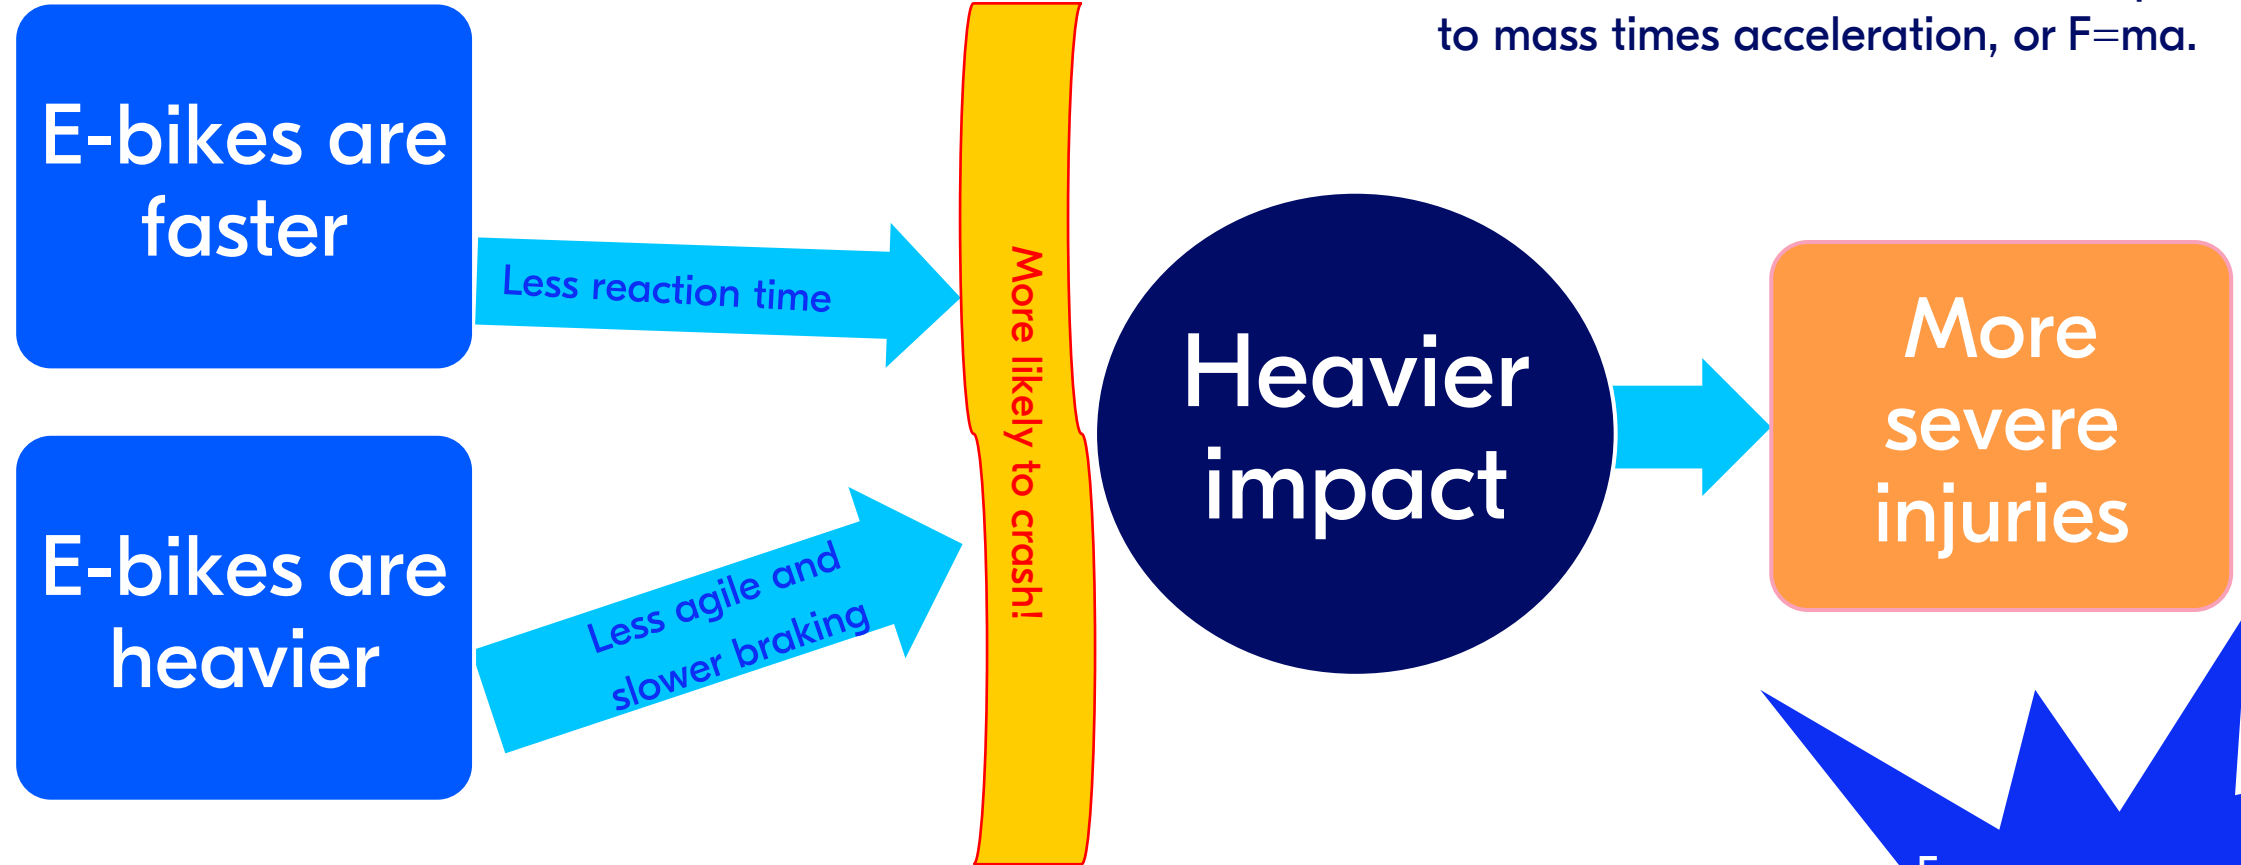 to mass times acceleration, or F=ma.
E-bikes are
faster
Less reaction time
More likely to crash!
Heavier
impact
More
severe
injuries
E-bikes are
heavier
Less agile and
slower braking